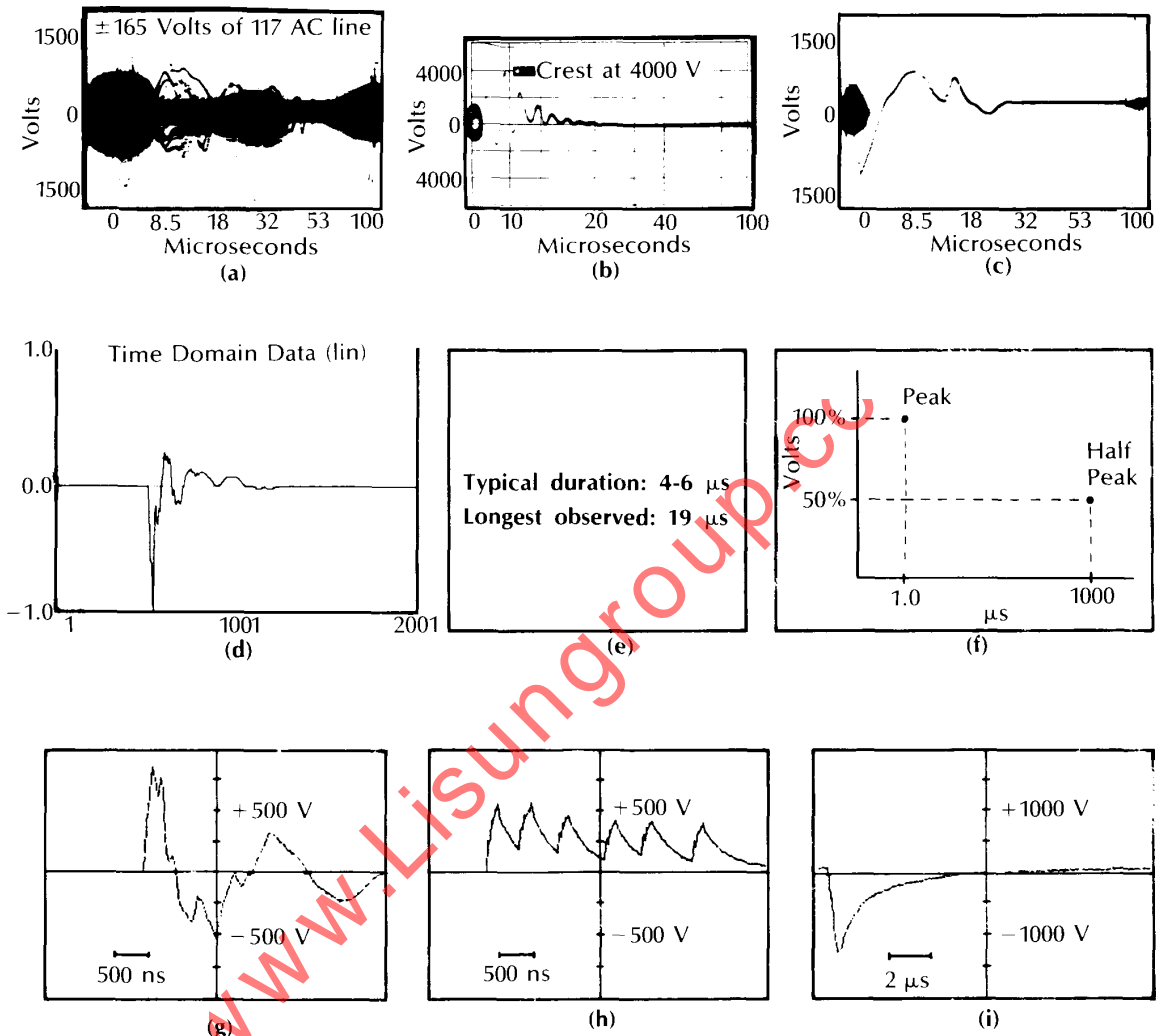 ±165 Volts of 117 AC line
1500
0
1500
Volts
0 8.5 18 32 53 100
Microseconds
(a)
Crest at 4000 V
4000
0
4000
Volts
0 10 20 40 100
Microseconds
(b)
1500
0
1500
Volts
0 8.5 18 32 53 100
Microseconds
(c)
Time Domain Data (lin)
1.0
0.0
−1.0
1 1001 2001
(d)
Typical duration: 4-6 μs
Longest observed: 19 μs
(e)
Peak
100%
Volts
Half
Peak
50%
1.0 1000
μs
(f)
+500 V
−500 V
500 ns
(g)
+500 V
−500 V
500 ns
(h)
+1000 V
−1000 V
2 μs
(i)
www.Lisungroup.cc